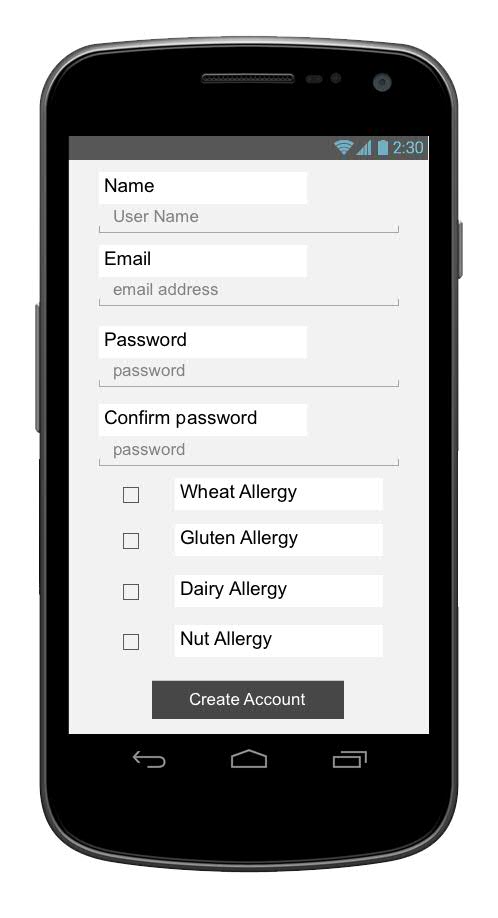 2:30
Name
User Name
Email
email address
Password
password
Confirm password
password
Wheat Allergy
Gluten Allergy
Dairy Allergy
Nut Allergy
Create Account